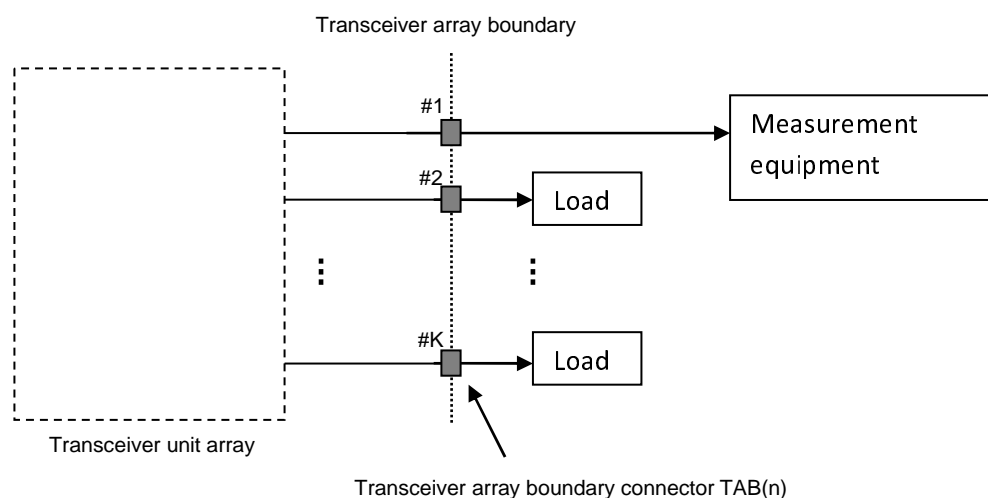 Transceiver array boundary
#1
Measurement
equipment
#2
Load
#K
Load
Transceiver unit array
Transceiver array boundary connector TAB(n)